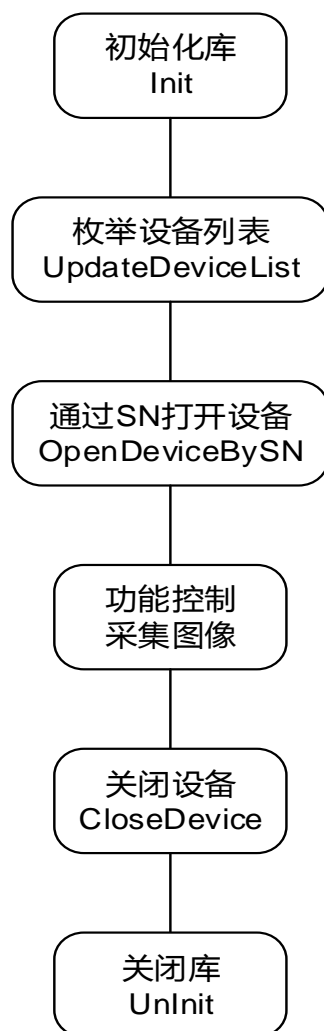 初始化库
Init
枚举设备列表
UpdateDeviceList
通过SN打开设备
OpenDeviceBySN
功能控制
采集图像
关闭设备
CloseDevice
关闭库
UnInit